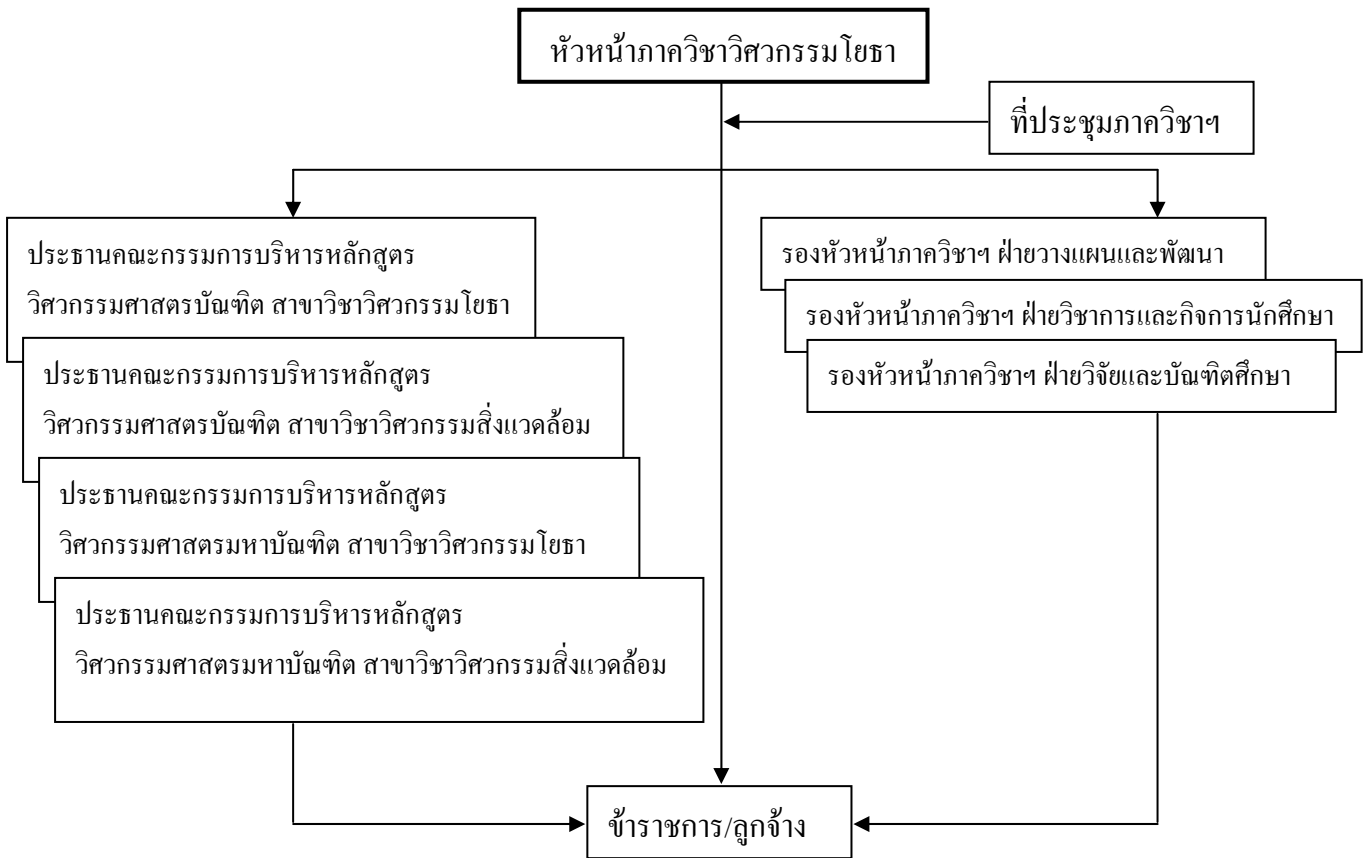 หัวหน้าภาควิชาวิศวกรรมโยธา
ที่ประชุมภาควิชาฯ
ประธานคณะกรรมการบริหารหลักสูตร
วิศวกรรมศาสตรบัณฑิต สาขาวิชาวิศวกรรมโยธา
ประธานคณะกรรมการบริหารหลักสูตร
วิศวกรรมศาสตรบัณฑิต สาขาวิชาวิศวกรรมสิ่งแวดล้อม
ประธานคณะกรรมการบริหารหลักสูตร
วิศวกรรมศาสตรมหาบัณฑิต สาขาวิชาวิศวกรรมโยธา
ประธานคณะกรรมการบริหารหลักสูตร
วิศวกรรมศาสตรมหาบัณฑิต สาขาวิชาวิศวกรรมสิ่งแวดล้อม
รองหัวหน้าภาควิชาฯ ฝ่ายวางแผนและพัฒนา
รองหัวหน้าภาควิชาฯ ฝ่ายวิชาการและกิจการนักศึกษา
รองหัวหน้าภาควิชาฯ ฝ่ายวิจัยและบัณฑิตศึกษา
ข้าราชการ/ลูกจ้าง